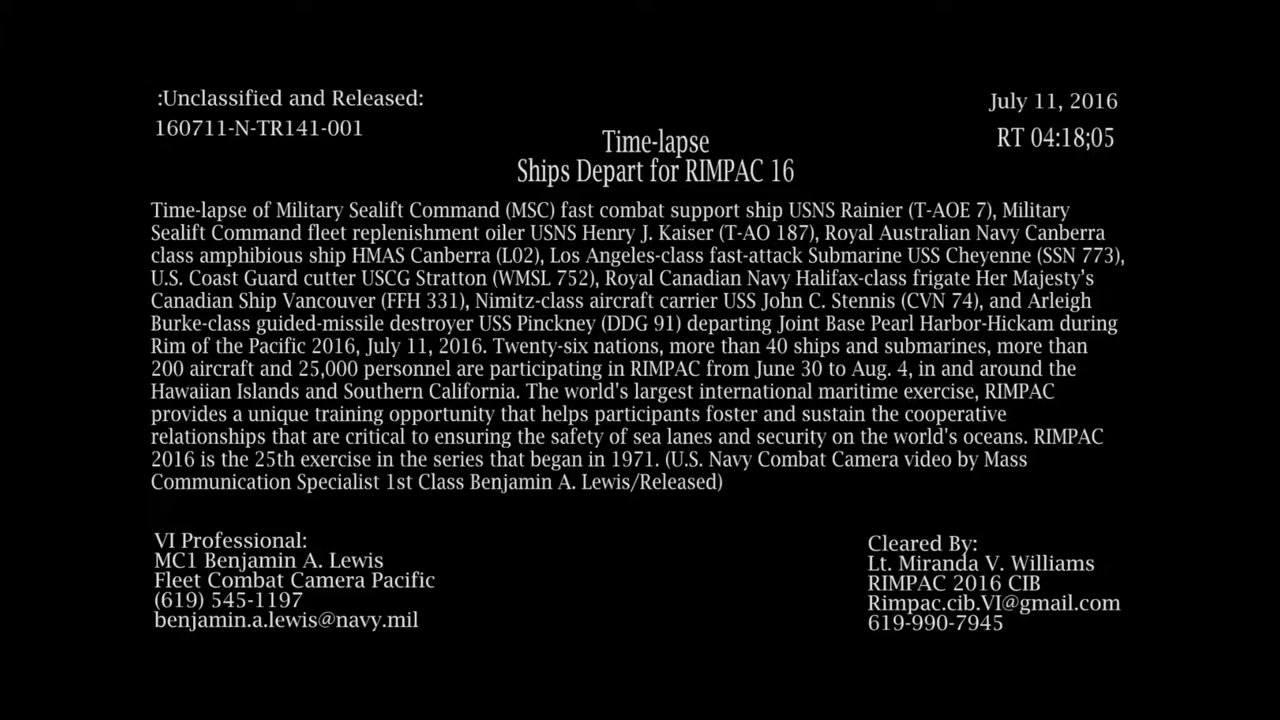 :Unclassified and Released:
160711-N-TR141-001
July 11, 2016
RT 04:18;05
Time-lapse
Ships Depart for RIMPAC 16
Time-lapse of Military Sealift Command (MSC) fast combat support ship USNS Rainier (T-AOE 7), Military
Sealift Command fleet replenishment oiler USNS Henry J. Kaiser (T-AO 187), Royal Australian Navy Canberra
class amphibious ship HMAS Canberra (L02), Los Angeles-class fast-attack Submarine USS Cheyenne (SSN 773),
U.S. Coast Guard cutter USCG Stratton (WMSL 752), Royal Canadian Navy Halifax-class frigate Her Majesty's
Canadian Ship Vancouver (FFH 331), Nimitz-class aircraft carrier USS John C. Stennis (CVN 74), and Arleigh
Burke-class guided-missile destroyer USS Pinckney (DDG 91) departing Joint Base Pearl Harbor-Hickam during
Rim of the Pacific 2016, July 11, 2016. Twenty-six nations, more than 40 ships and submarines, more than
200 aircraft and 25,000 personnel are participating in RIMPAC from June 30 to Aug. 4, in and around the
Hawaiian Islands and Southern California. The world's largest international maritime exercise, RIMPAC
provides a unique training opportunity that helps participants foster and sustain the cooperative
relationships that are critical to ensuring the safety of sea lanes and security on the world's oceans. RIMPAC
2016 is the 25th exercise in the series that began in 1971. (U.S. Navy Combat Camera video by Mass
Communication Specialist 1st Class Benjamin A. Lewis/Released)
VI Professional:
MC1 Benjamin A. Lewis
Fleet Combat Camera Pacific
(619) 545-1197
benjamin.a.lewis@navy.mil
Cleared By:
Lt. Miranda V. Williams
RIMPAC 2016 CIB
Rimpac.cib.VI@gmail.com
619-990-7945